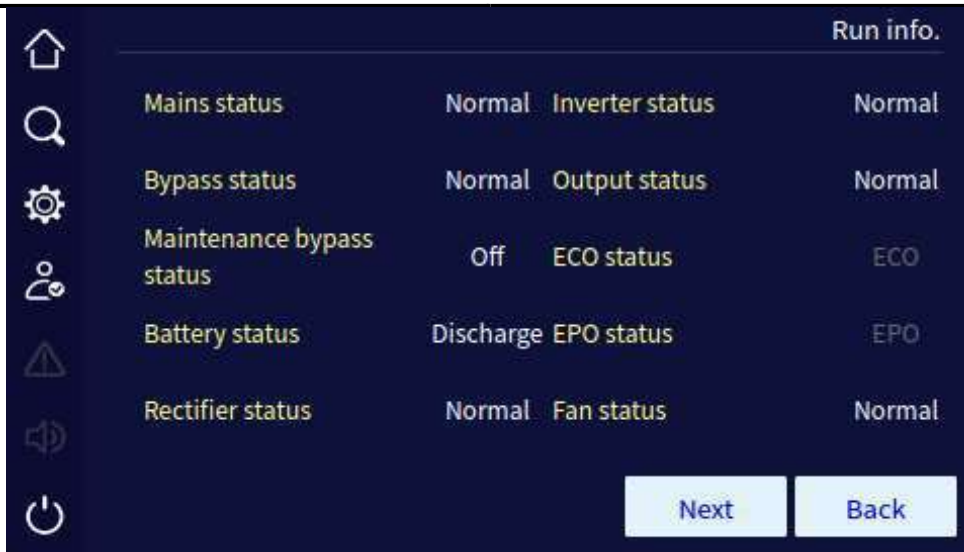 Run info.
Mains status Normal Inverter status Normal
Bypass status Normal Output status Normal
Maintenance bypass
status Off ECO status ECO
Battery status Discharge EPO status EPO
Rectifier status Normal Fan status Normal
Next Back